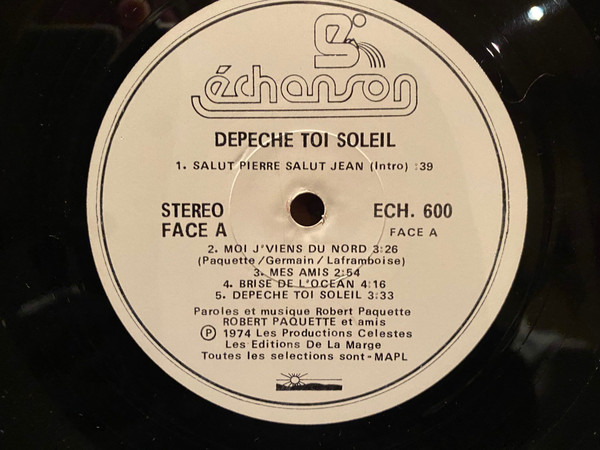 échanson
DEPECHE TOI SOLEIL
1. SALUT PIERRE SALUT JEAN (Intro) :39
STEREO ECH. 600
FACE A FACE A
2. MOI J'VIENS DU NORD 3:26
(Paquette/Germain/Laframboise)
3. MES AMIS 2:54
4. BRISE DE L'OCEAN 4:16
5. DEPECHE TOI SOLEIL 3:33
Paroles et musique Robert Paquette
ROBERT PAQUETTE et amis
Ⓟ 1974 Les Productions Celestes
Les Editions De La Marge
Toutes les selections sont-MAPL